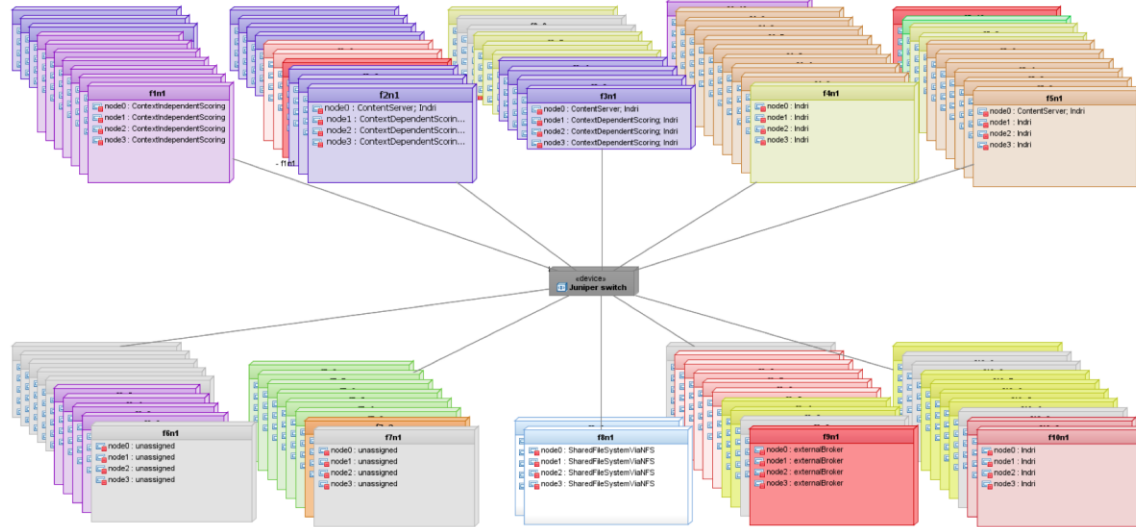 f1n1
node0 : ContextIndependentScoring
node1 : ContextIndependentScoring
node2 : ContextIndependentScoring
node3 : ContextIndependentScoring
f2n1
node0 : ContentServer; Indri
node1 : ContextDependentScorin...
node2 : ContextDependentScorin...
node3 : ContextDependentScorin...
- f1n1
f3n1
node0 : ContentServer; Indri
node1 : ContextDependentScoring; Indri
node2 : ContextDependentScoring; Indri
node3 : ContextDependentScoring; Indri
f4n1
node0 : Indri
node1 : Indri
node2 : Indri
node3 : Indri
f5n1
node0 : ContentServer; Indri
node1 : Indri
node2 : Indri
node3 : Indri
«device»
Juniper switch
f6n1
node0 : unassigned
node1 : unassigned
node2 : unassigned
node3 : unassigned
f7n1
node0 : unassigned
node1 : unassigned
node2 : unassigned
node3 : unassigned
f8n1
node0 : SharedFileSystemViaNFS
node1 : SharedFileSystemViaNFS
node2 : SharedFileSystemViaNFS
node3 : SharedFileSystemViaNFS
f9n1
node0 : externalBroker
node1 : externalBroker
node2 : externalBroker
node3 : externalBroker
f10n1
node0 : Indri
node1 : Indri
node2 : Indri
node3 : Indri